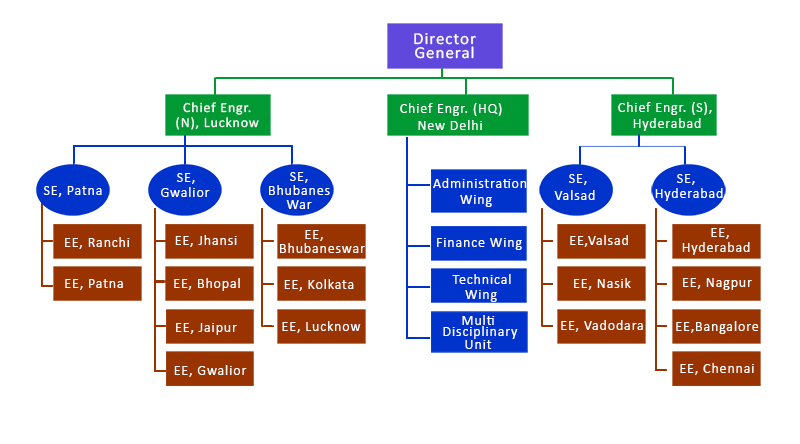 Director
General
Chief Engr.
(N), Lucknow
Chief Engr. (HQ)
New Delhi
Chief Engr. (S),
Hyderabad
SE, Patna
SE,
Gwalior
SE,
Bhubanes
War
Administration
Wing
Finance Wing
Technical
Wing
Multi
Disciplinary
Unit
SE,
Valsad
SE,
Hyderabad
EE, Ranchi
EE, Patna
EE, Jhansi
EE, Bhopal
EE, Jaipur
EE, Gwalior
EE,
Bhubaneswar
EE, Kolkata
EE, Lucknow
EE,Valsad
EE, Nasik
EE, Vadodara
EE,
Hyderabad
EE, Nagpur
EE,Bangalore
EE, Chennai